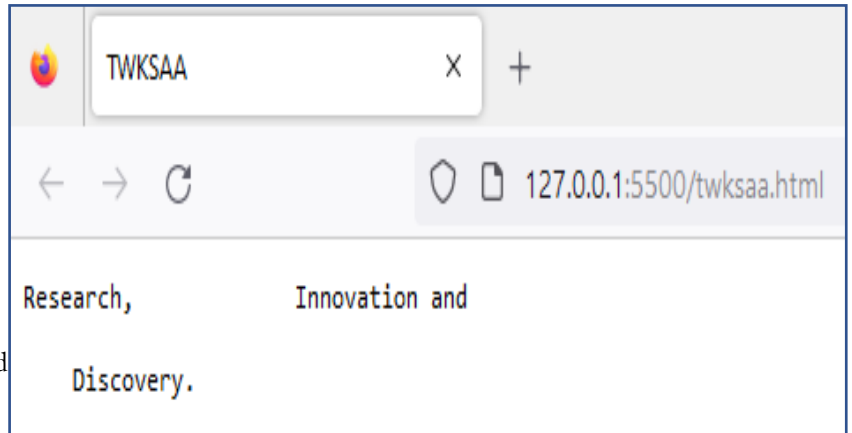 TWKSAA
127.0.0.1:5500/twksaa.html
Research, Innovation and
d
Discovery.